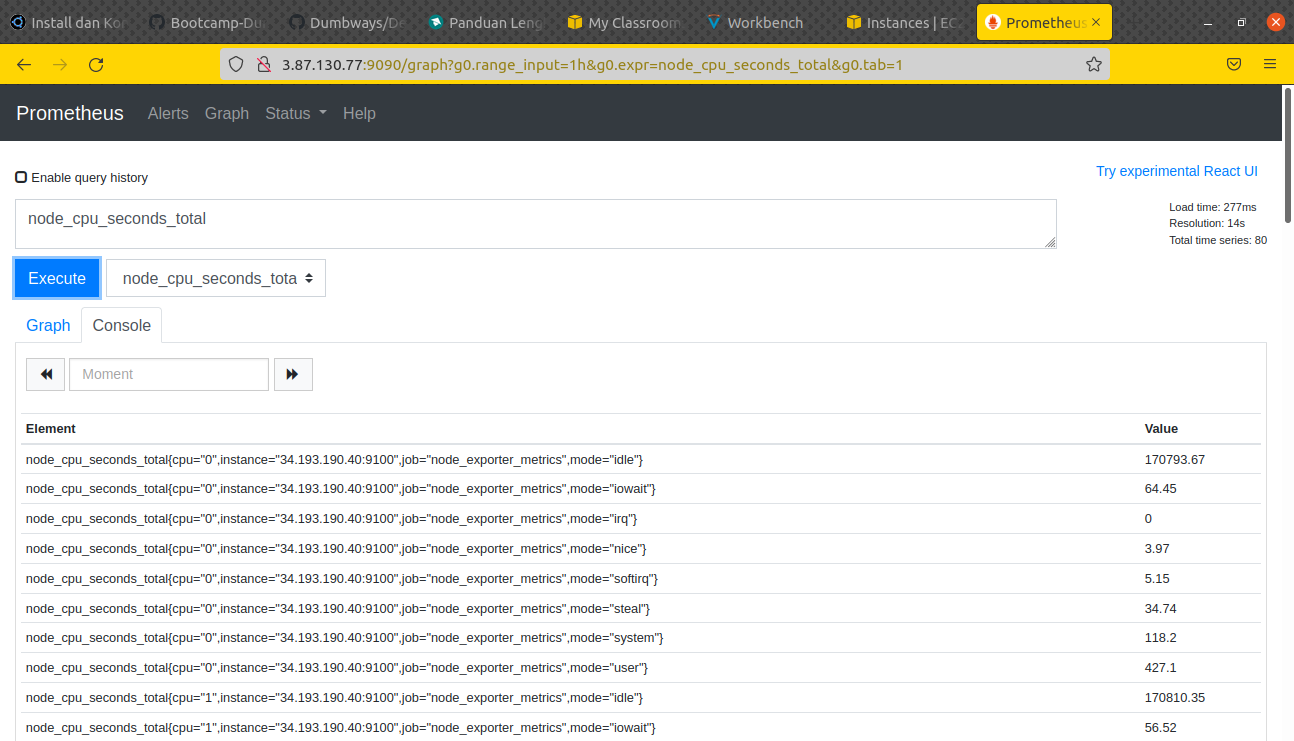 Install dan Kon
Bootcamp-Du
Dumbways/De
Panduan Leng
My Classroom
Workbench
Instances | EC
Prometheus
3.87.130.77:9090/graph?g0.range_input=1h&g0.expr=node_cpu_seconds_total&g0.tab=1
Prometheus Alerts Graph Status Help
Enable query history
Try experimental React UI
node_cpu_seconds_total
Load time: 277ms
Resolution: 14s
Total time series: 80
Execute node_cpu_seconds_tota
Graph Console
Moment
Element Value
node_cpu_seconds_total{cpu="0",instance="34.193.190.40:9100",job="node_exporter_metrics",mode="idle"} 170793.67
node_cpu_seconds_total{cpu="0",instance="34.193.190.40:9100",job="node_exporter_metrics",mode="iowait"} 64.45
node_cpu_seconds_total{cpu="0",instance="34.193.190.40:9100",job="node_exporter_metrics",mode="irq"} 0
node_cpu_seconds_total{cpu="0",instance="34.193.190.40:9100",job="node_exporter_metrics",mode="nice"} 3.97
node_cpu_seconds_total{cpu="0",instance="34.193.190.40:9100",job="node_exporter_metrics",mode="softirq"} 5.15
node_cpu_seconds_total{cpu="0",instance="34.193.190.40:9100",job="node_exporter_metrics",mode="steal"} 34.74
node_cpu_seconds_total{cpu="0",instance="34.193.190.40:9100",job="node_exporter_metrics",mode="system"} 118.2
node_cpu_seconds_total{cpu="0",instance="34.193.190.40:9100",job="node_exporter_metrics",mode="user"} 427.1
node_cpu_seconds_total{cpu="1",instance="34.193.190.40:9100",job="node_exporter_metrics",mode="idle"} 170810.35
node_cpu_seconds_total{cpu="1",instance="34.193.190.40:9100",job="node_exporter_metrics",mode="iowait"} 56.52